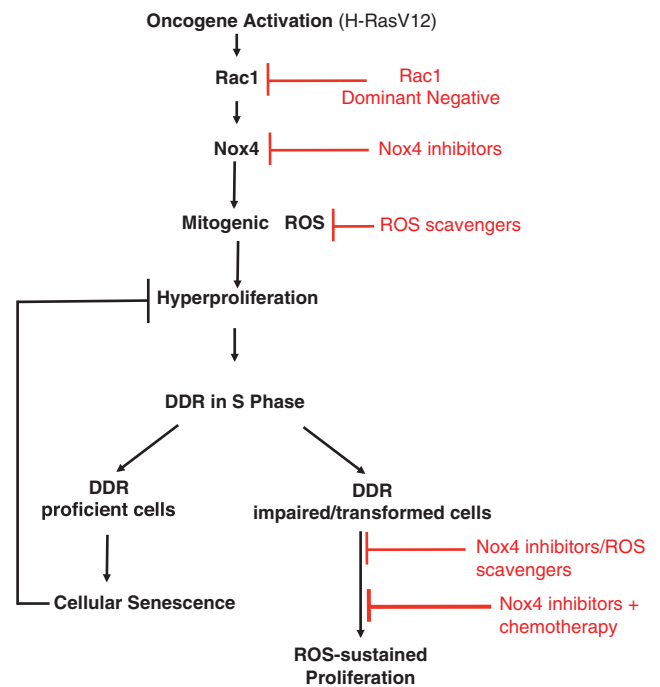 Oncogene Activation (H-RasV12)
Rac1
Rac1
Dominant Negative
Nox4
Nox4 inhibitors
Mitogenic ROS
ROS scavengers
Hyperproliferation
DDR in S Phase
DDR
proficient cells
DDR
impaired/transformed cells
Nox4 inhibitors/ROS
scavengers
Cellular Senescence
Nox4 inhibitors +
chemotherapy
ROS-sustained
Proliferation